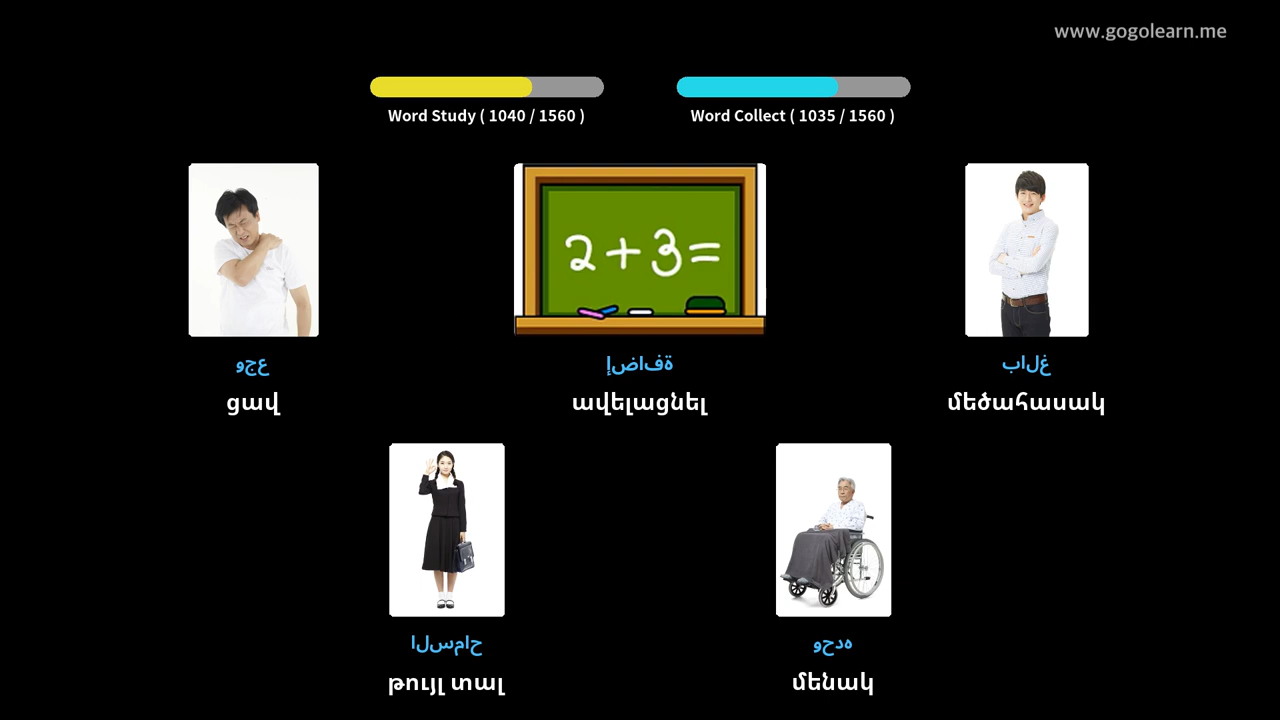 www.gogolearn.me
Word Study ( 1040 / 1560 )
Word Collect ( 1035 / 1560 )
2+3=
وجع
ցավ
إضافة
ավելացնել
بالغ
մեծահասակ
السماح
թույլ տալ
وحده
մենակ